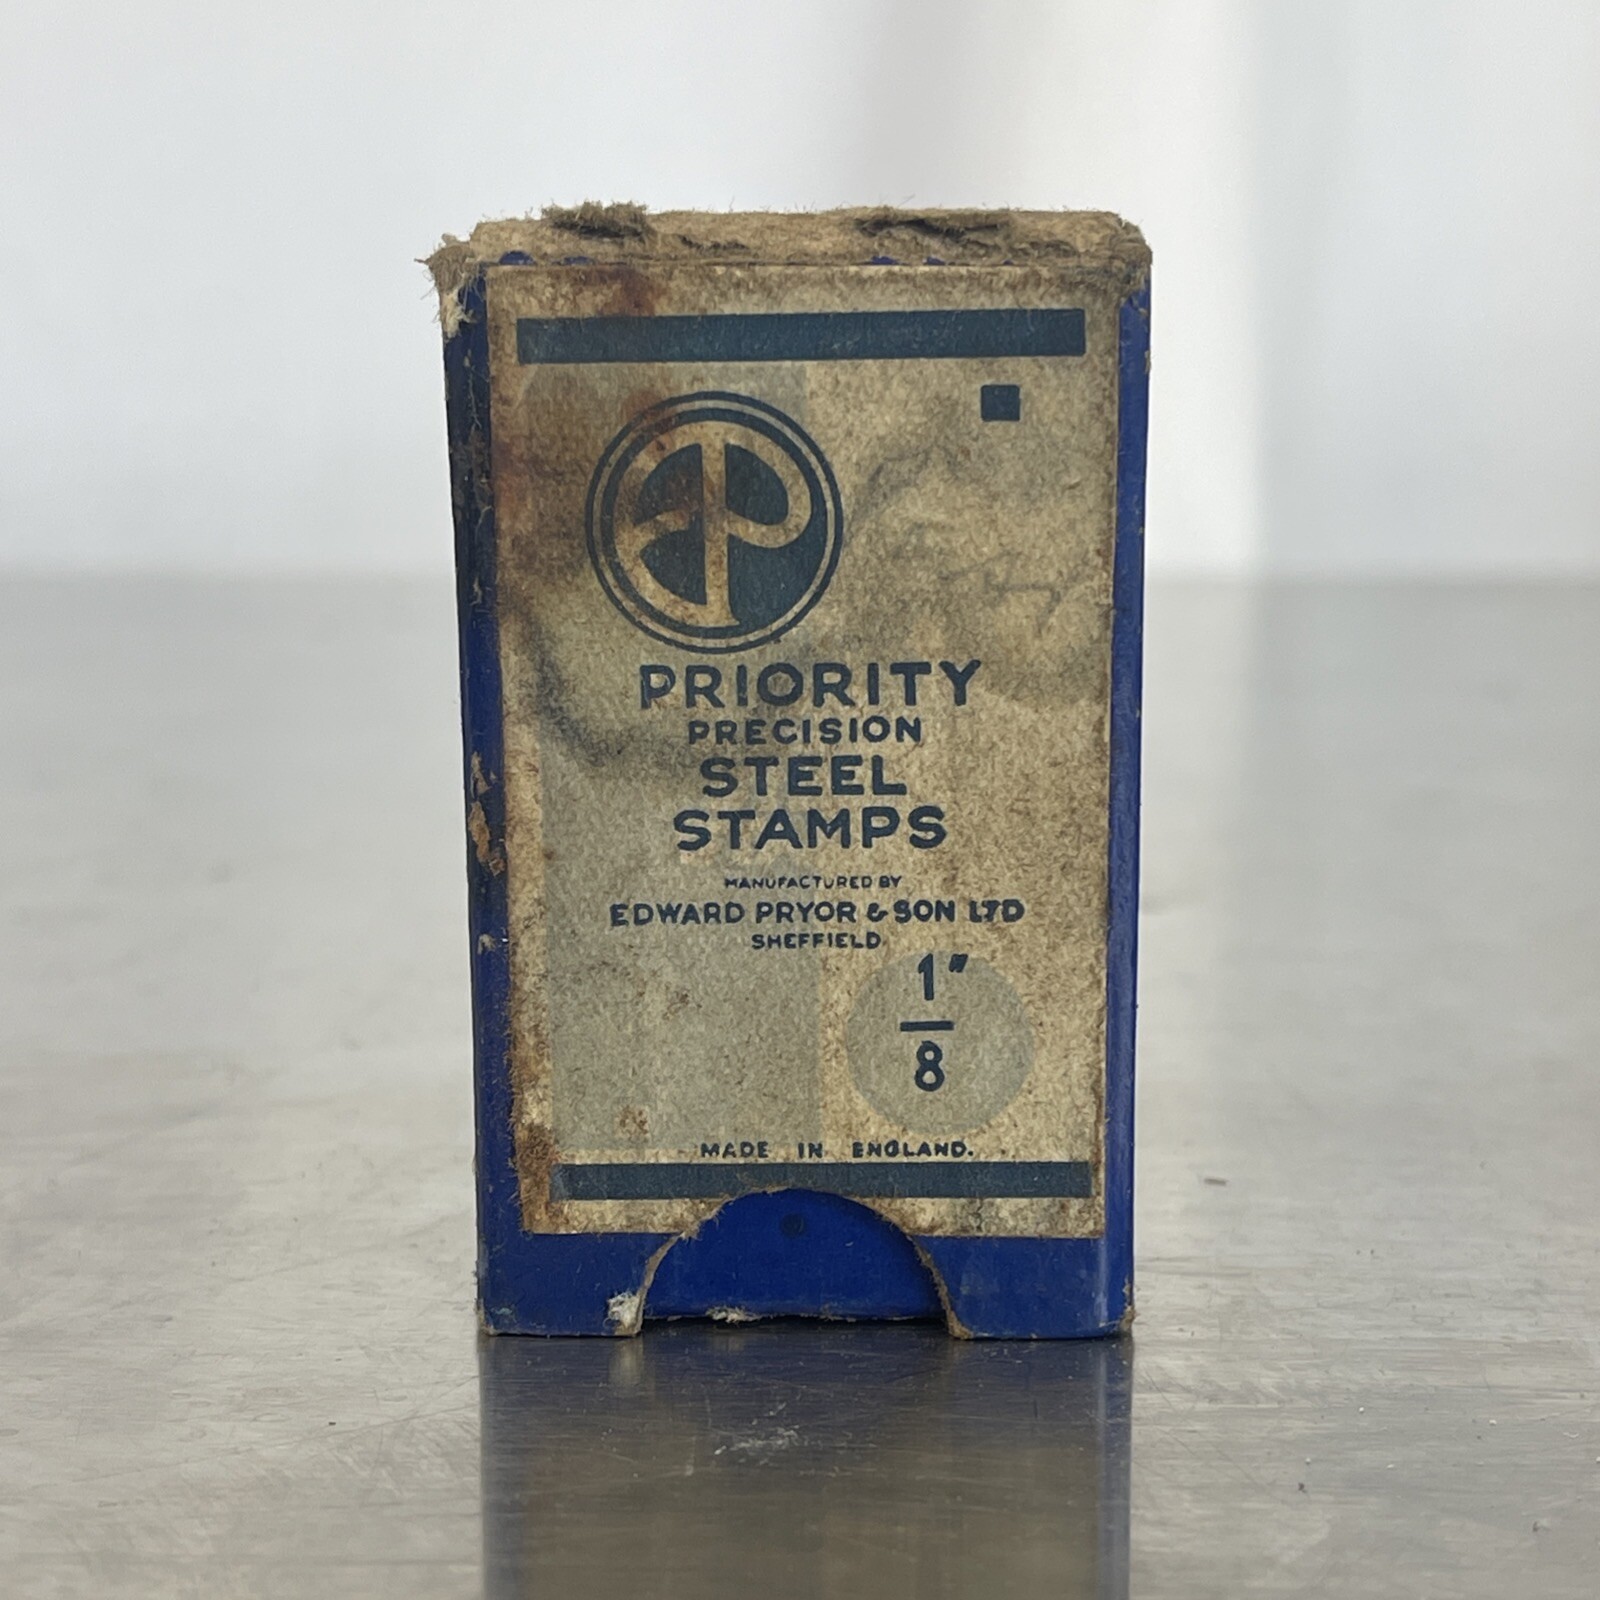 PRIORITY
PRECISION
STEEL
STAMPS
MANUFACTURED BY
EDWARD PRYOR & SON LTD
SHEFFIELD
1"
8
MADE IN ENGLAND.